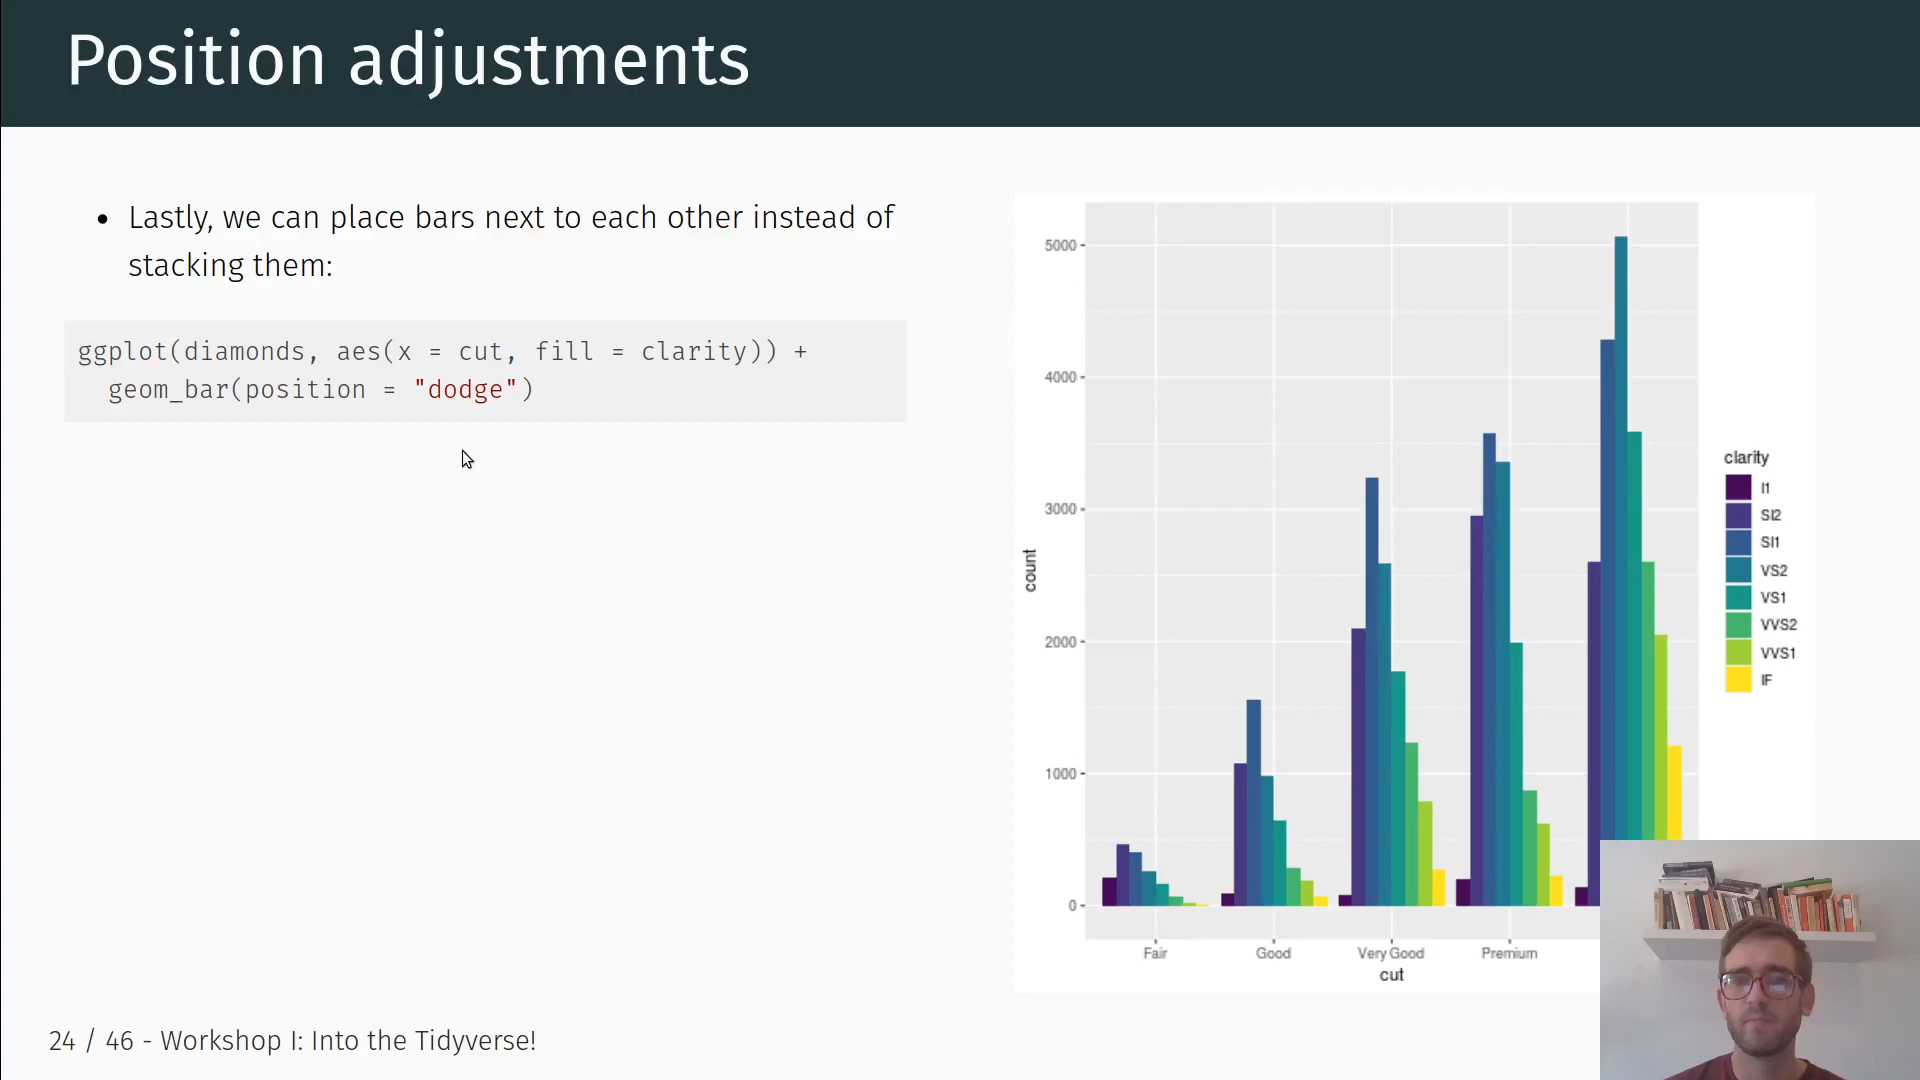 Position adjustments
• Lastly, we can place bars next to each other instead of
stacking them:
ggplot(diamonds, aes(x = cut, fill = clarity)) +
  geom_bar(position = "dodge")
5000
4000
3000
2000
1000
0
count
Fair Good Very Good Premium
cut
clarity
I1
SI2
SI1
VS2
VS1
VVS2
VVS1
IF
24 / 46 - Workshop I: Into the Tidyverse!